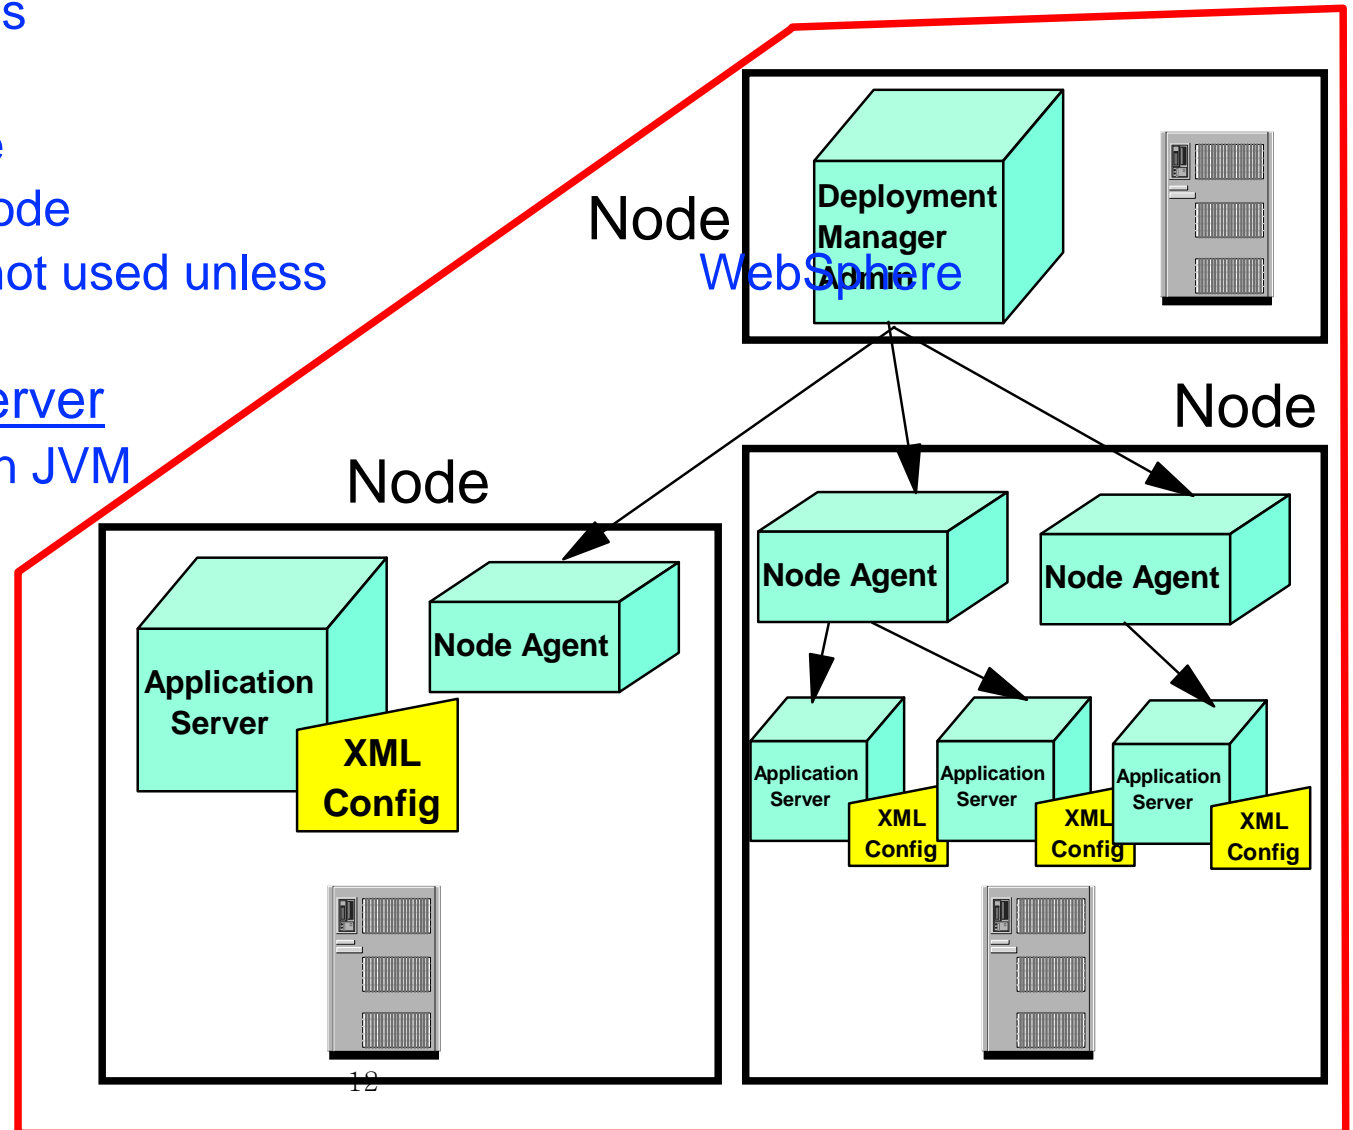 s
e
ode
not used unless
erver
n JVM
Node
Deployment
Manager
Admin
WebSphere
Node
Node
Application
Server
XML
Config
Node Agent
Node Agent
Node Agent
Application
Server
XML
Config
Application
Server
XML
Config
Application
Server
XML
Config
12